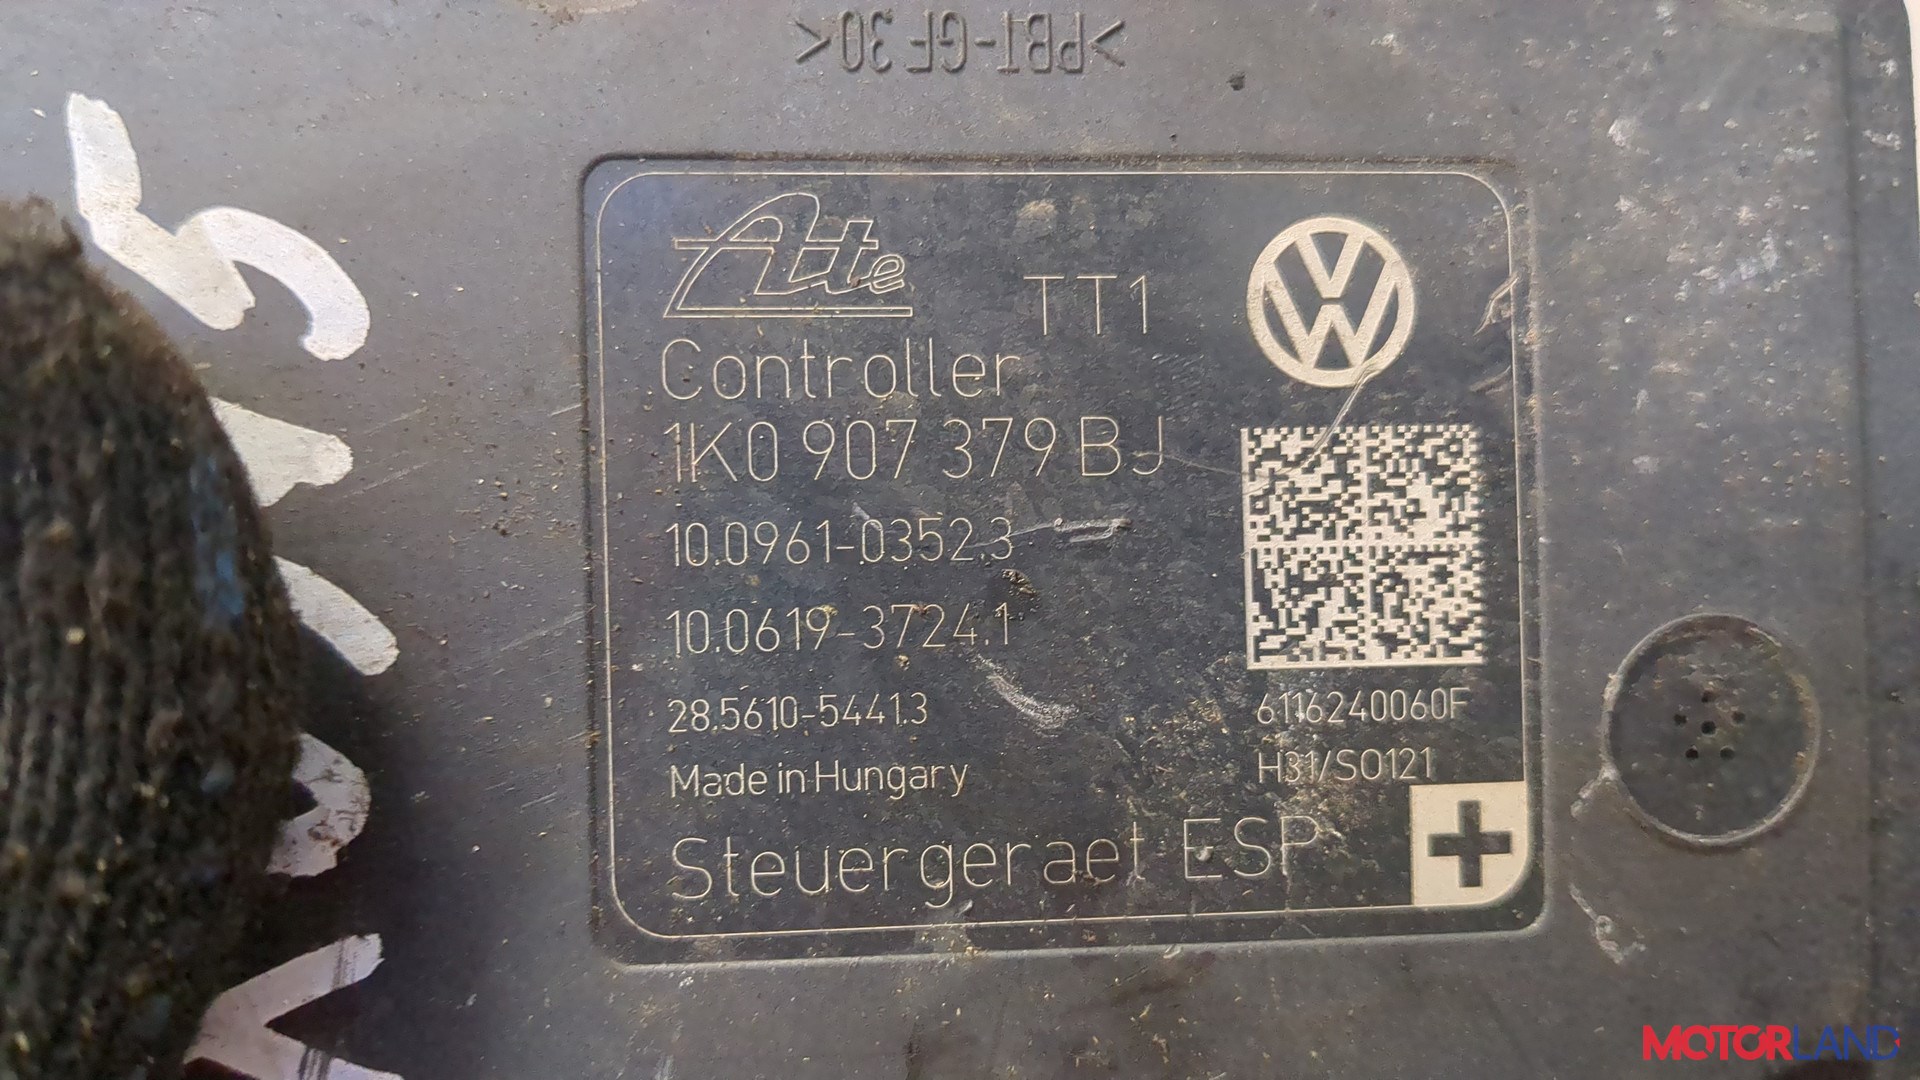 >PBT-GF30<
Ate
TT1
Controller
1K0 907 379 BJ
10.0961-0352.3
10.0619-3724.1
28.5610-5441.3
6116240060F
Made in Hungary
H31/SO121
Steuergeraet ESP
MOTORLAND